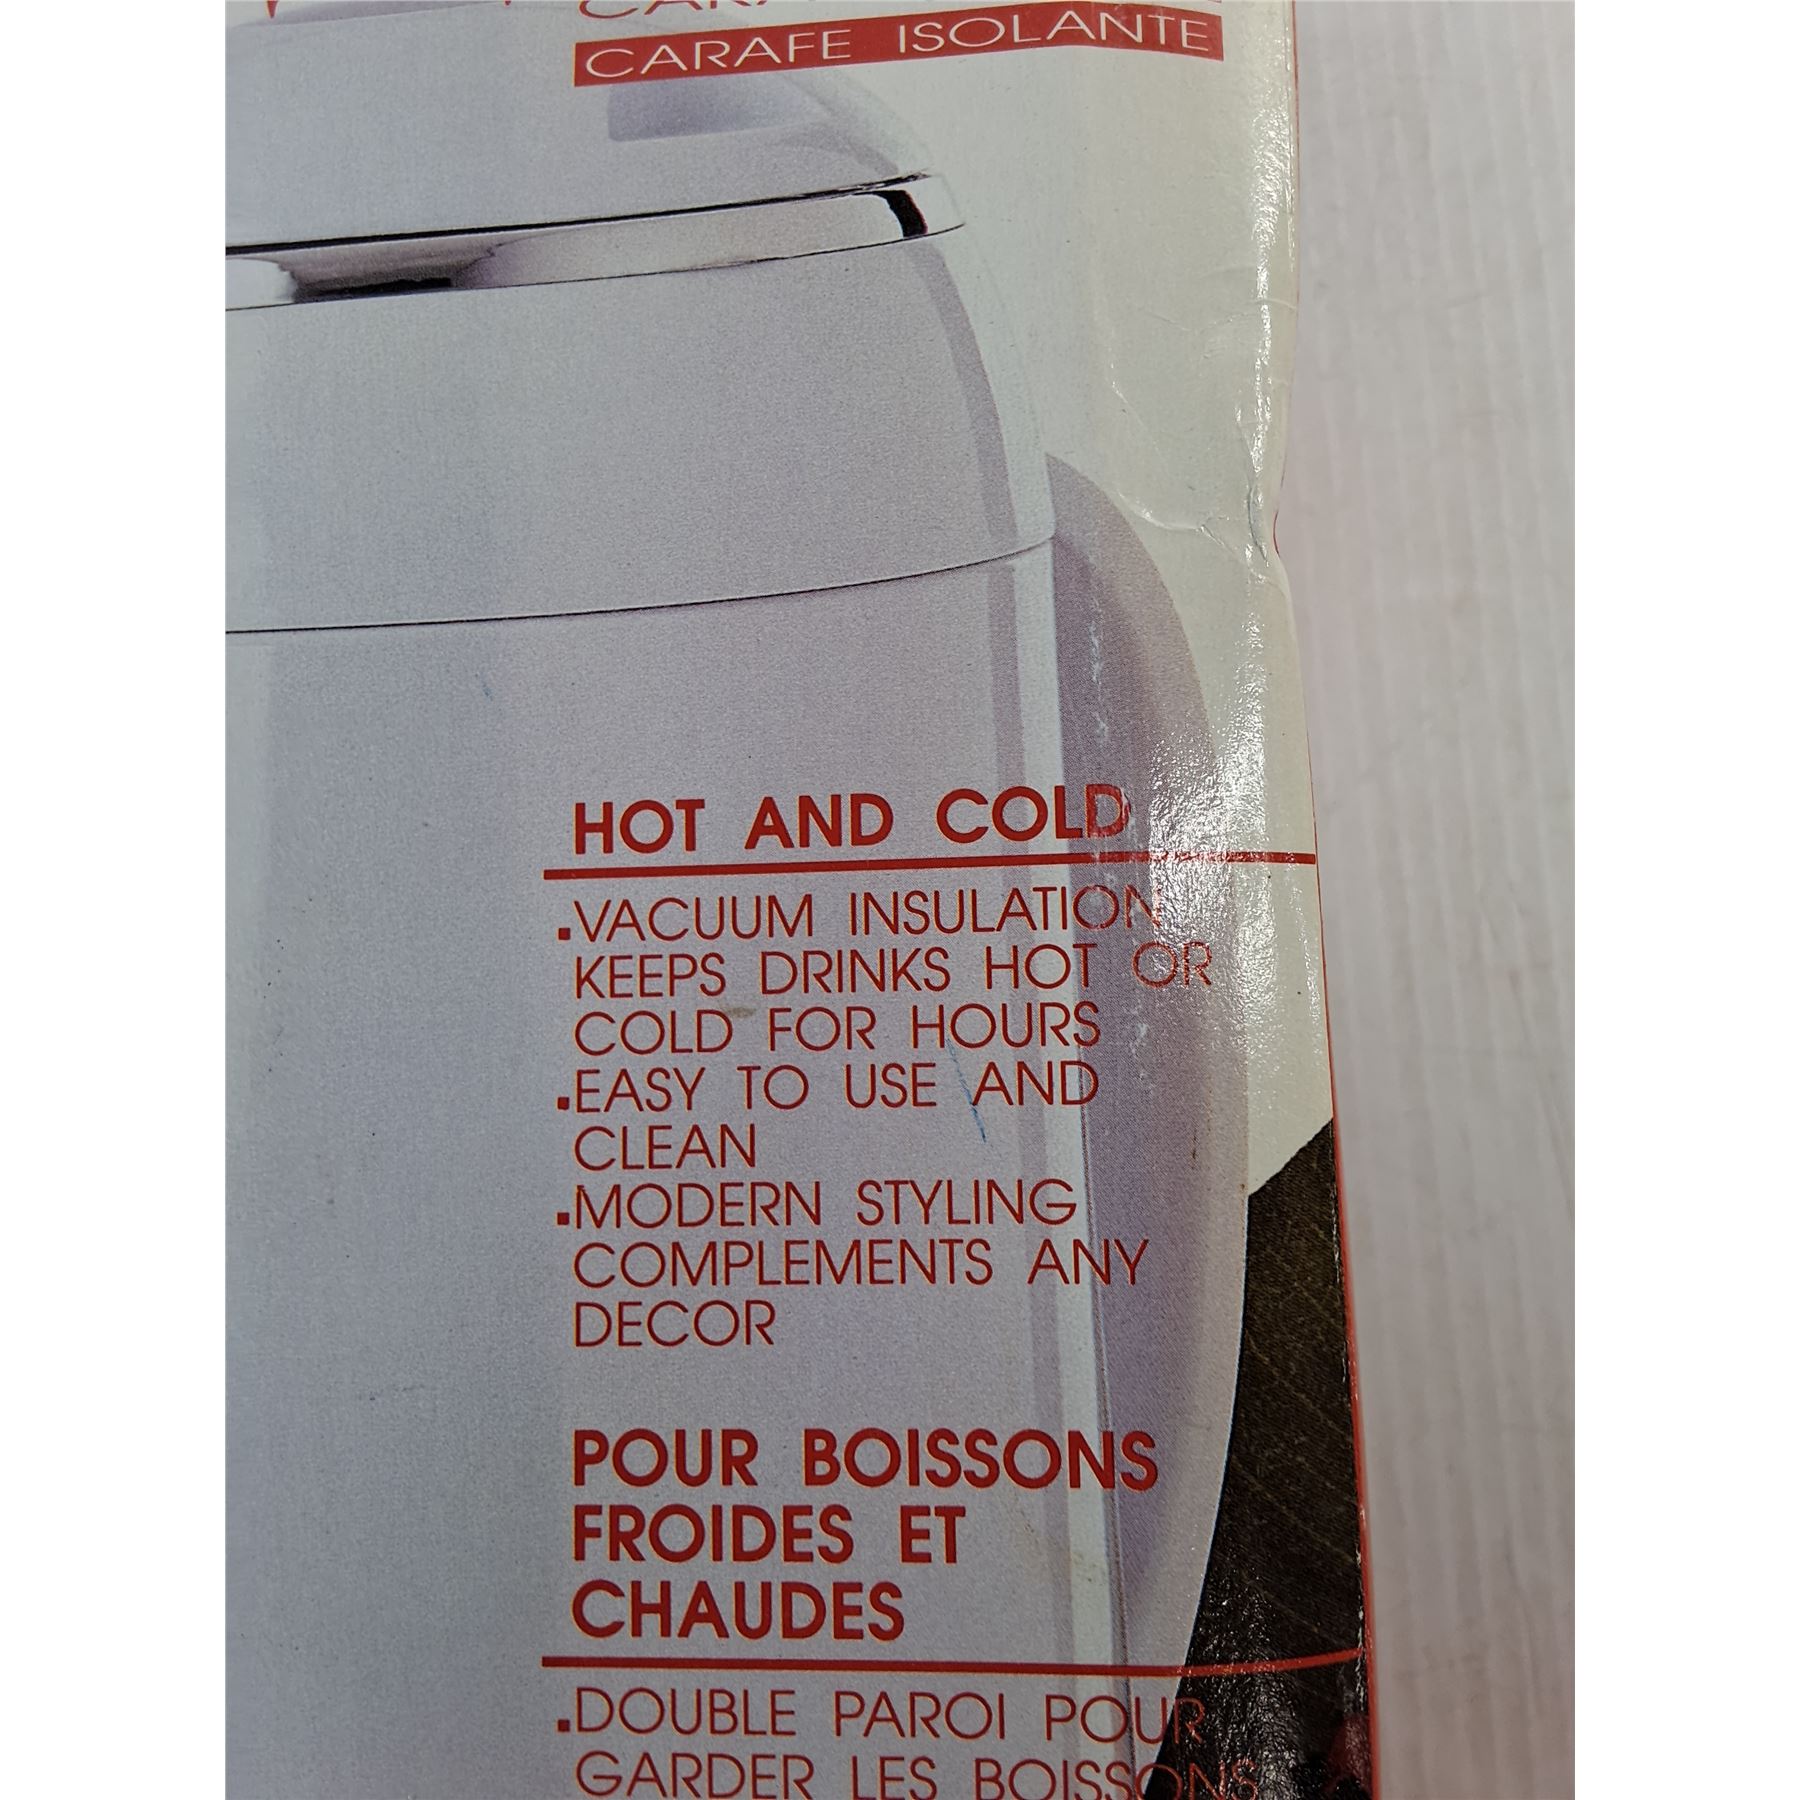 CARAFE ISOLANTE
HOT AND COLD
.VACUUM INSULATION
KEEPS DRINKS HOT OR
COLD FOR HOURS
.EASY TO USE AND
CLEAN
.MODERN STYLING
COMPLEMENTS ANY
DECOR
POUR BOISSONS
FROIDES ET
CHAUDES
.DOUBLE PAROI POUR
GARDER LES BOISSONS